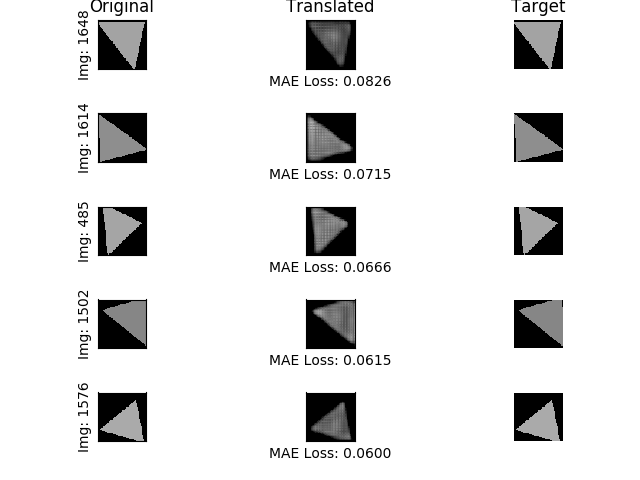 Original Translated Target
Img: 1648
MAE Loss: 0.0826
Img: 1614
MAE Loss: 0.0715
Img: 485
MAE Loss: 0.0666
Img: 1502
MAE Loss: 0.0615
Img: 1576
MAE Loss: 0.0600